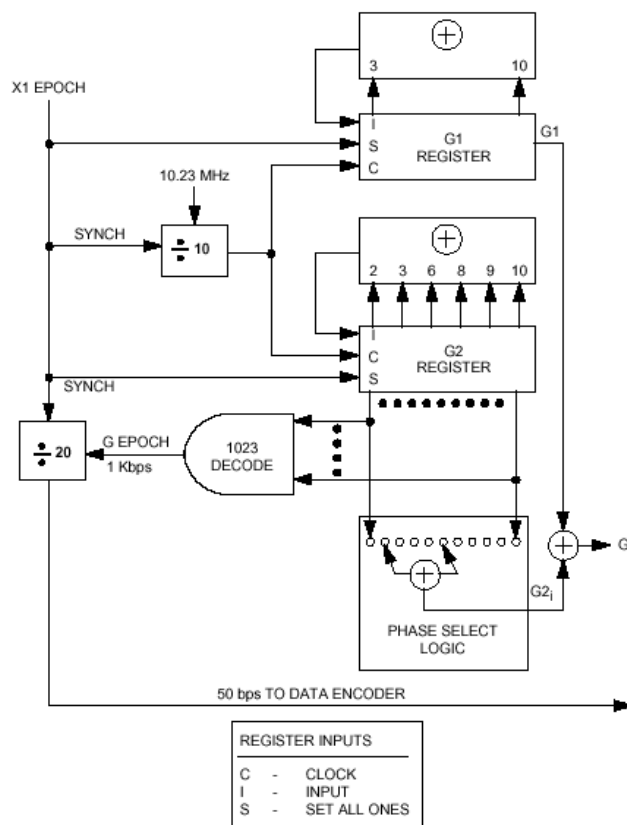 3 10
X1 EPOCH
I
S
C
G1
REGISTER
G1
10.23 MHz
SYNCH
÷ 10
2 3 6 8 9 10
I
C
S
G2
REGISTER
SYNCH
÷ 20
G EPOCH
1 Kbps
1023
DECODE
G
G2i
PHASE SELECT
LOGIC
50 bps TO DATA ENCODER
REGISTER INPUTS
C - CLOCK
I - INPUT
S - SET ALL ONES